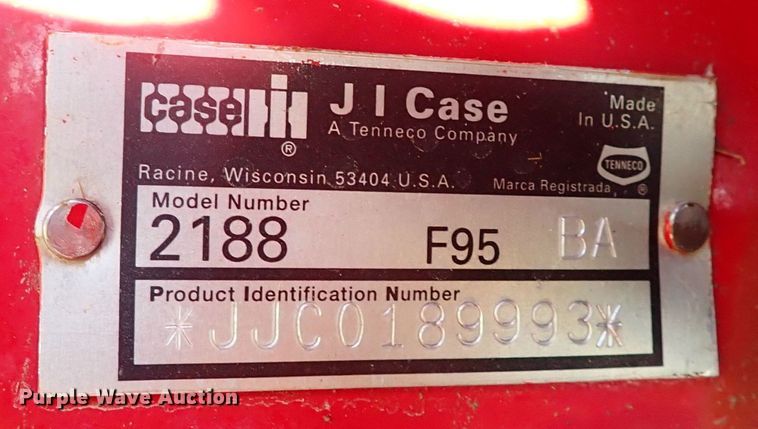 case IH
®
J I Case
A Tenneco Company
Made
In U.S.A.
TENNECO
®
Racine, Wisconsin 53404 U.S.A.
Marca Registrada
Model Number
2188 F95 BA
Product Identification Number
*JJC0189993*
Purple Wave Auction